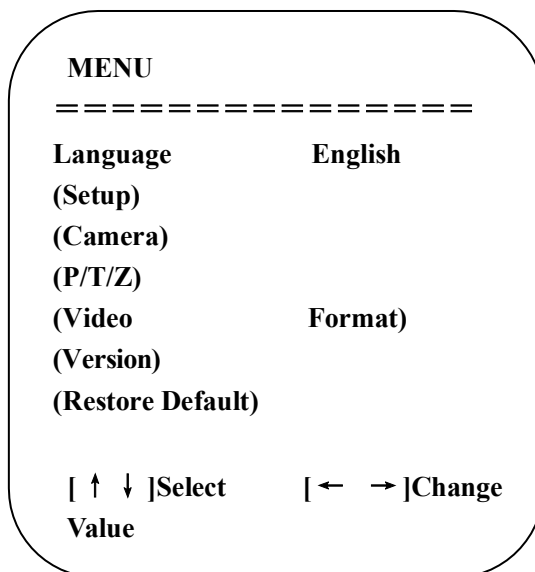 MENU
===============
Language English
(Setup)
(Camera)
(P/T/Z)
(Video Format)
(Version)
(Restore Default)
[ ↑ ↓ ]Select [ ← → ]Change
Value